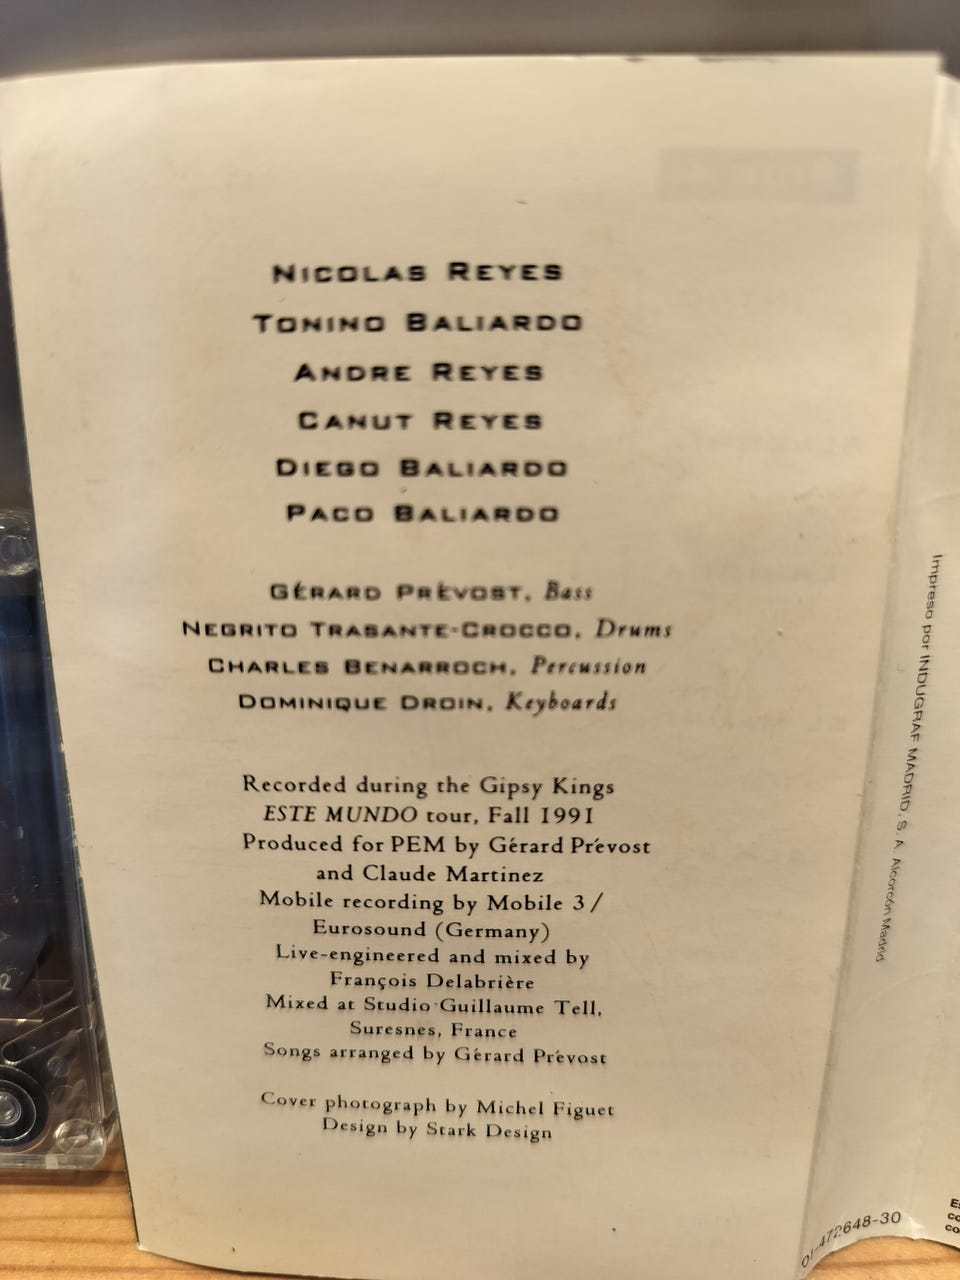 NICOLAS REYES
TONINO BALIARDO
ANDRE REYES
CANUT REYES
DIEGO BALIARDO
PACO BALIARDO
GÉRARD PRÉVOST, Bass
NEGRITO TRASANTE-CROCCO, Drums
CHARLES BENARROCH, Percussion
DOMINIQUE DROIN, Keyboards
Recorded during the Gipsy Kings
ESTE MUNDO tour, Fall 1991
Produced for PEM by Gérard Prévost
and Claude Martinez
Mobile recording by Mobile 3 /
Eurosound (Germany)
Live-engineered and mixed by
François Delabrière
Mixed at Studio Guillaume Tell,
Suresnes, France
Songs arranged by Gérard Prévost
Cover photograph by Michel Figuet
Design by Stark Design
Impreso por INDUGRAF MADRID, S. A. Alcorcón Madrid
01-472648-30